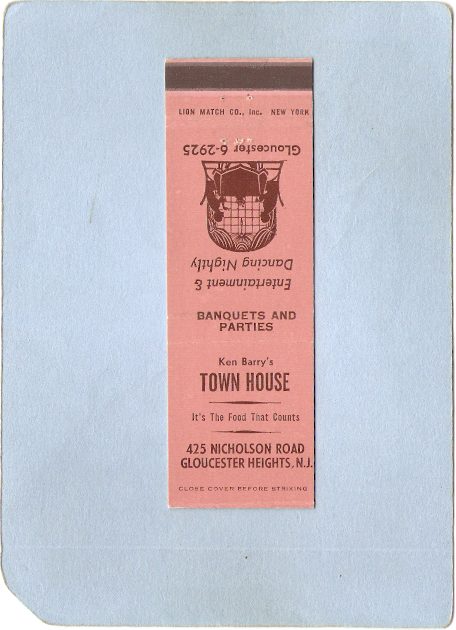 LION MATCH CO., Inc. NEW YORK
GLoucester 6-2925
Entertainment &
Dancing Nightly
BANQUETS AND
PARTIES
Ken Barry's
TOWN HOUSE
It's The Food That Counts
425 NICHOLSON ROAD
GLOUCESTER HEIGHTS, N.J.
CLOSE COVER BEFORE STRIKING